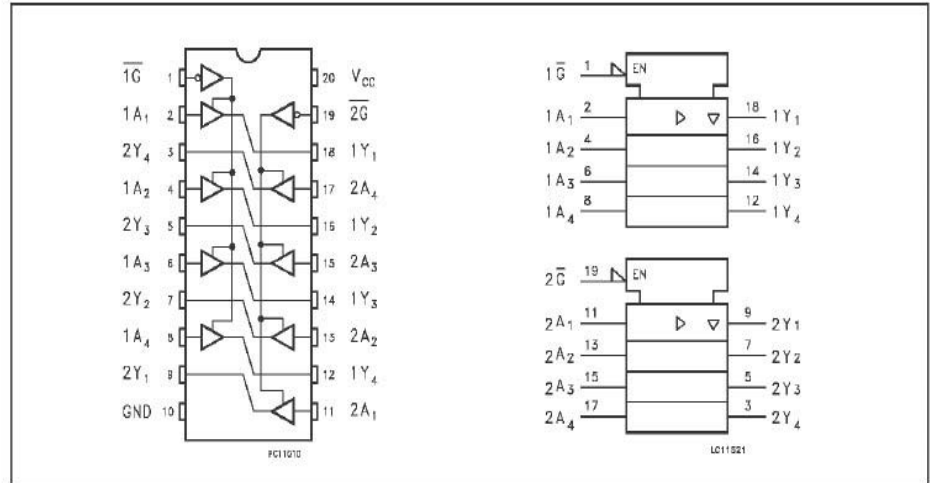 1G 1 20 VCC
1A1 2 19 2G
2Y4 3 18 1Y1
1A2 4 17 2A4
2Y3 5 16 1Y2
1A3 6 15 2A3
2Y2 7 14 1Y3
1A4 8 13 2A2
2Y1 9 12 1Y4
GND 10 11 2A1
1G 1 EN
1A1 2 18 1Y1
1A2 4 16 1Y2
1A3 6 14 1Y3
1A4 8 12 1Y4
2G 19 EN
2A1 11 9 2Y1
2A2 13 7 2Y2
2A3 15 5 2Y3
2A4 17 3 2Y4
LC11521